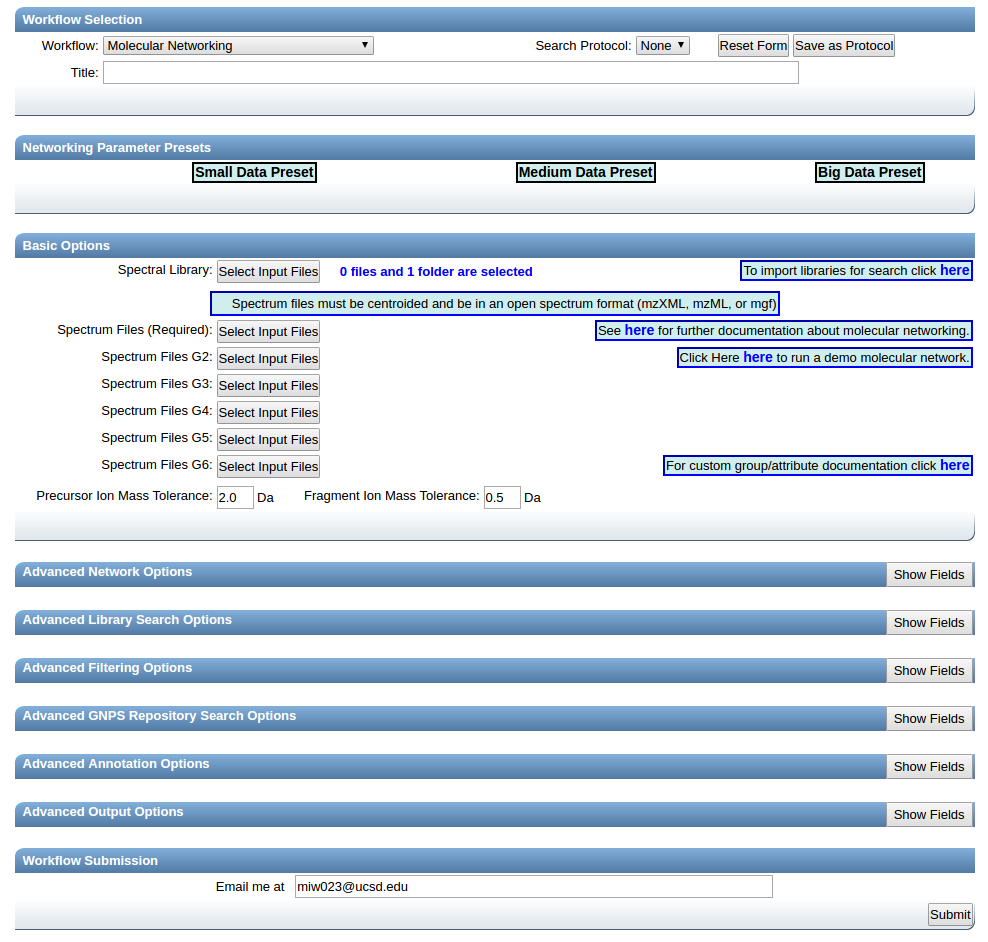 Workflow Selection
Workflow: Molecular Networking Search Protocol: None Reset Form Save as Protocol
Title:
Networking Parameter Presets
Small Data Preset Medium Data Preset Big Data Preset
Basic Options
Spectral Library: Select Input Files 0 files and 1 folder are selected To import libraries for search click here
Spectrum files must be centroided and be in an open spectrum format (mzXML, mzML, or mgf)
Spectrum Files (Required): Select Input Files See here for further documentation about molecular networking.
Spectrum Files G2: Select Input Files Click Here here to run a demo molecular network.
Spectrum Files G3: Select Input Files
Spectrum Files G4: Select Input Files
Spectrum Files G5: Select Input Files
Spectrum Files G6: Select Input Files For custom group/attribute documentation click here
Precursor Ion Mass Tolerance: 2.0 Da Fragment Ion Mass Tolerance: 0.5 Da
Advanced Network Options Show Fields
Advanced Library Search Options Show Fields
Advanced Filtering Options Show Fields
Advanced GNPS Repository Search Options Show Fields
Advanced Annotation Options Show Fields
Advanced Output Options Show Fields
Workflow Submission
Email me at miw023@ucsd.edu
Submit